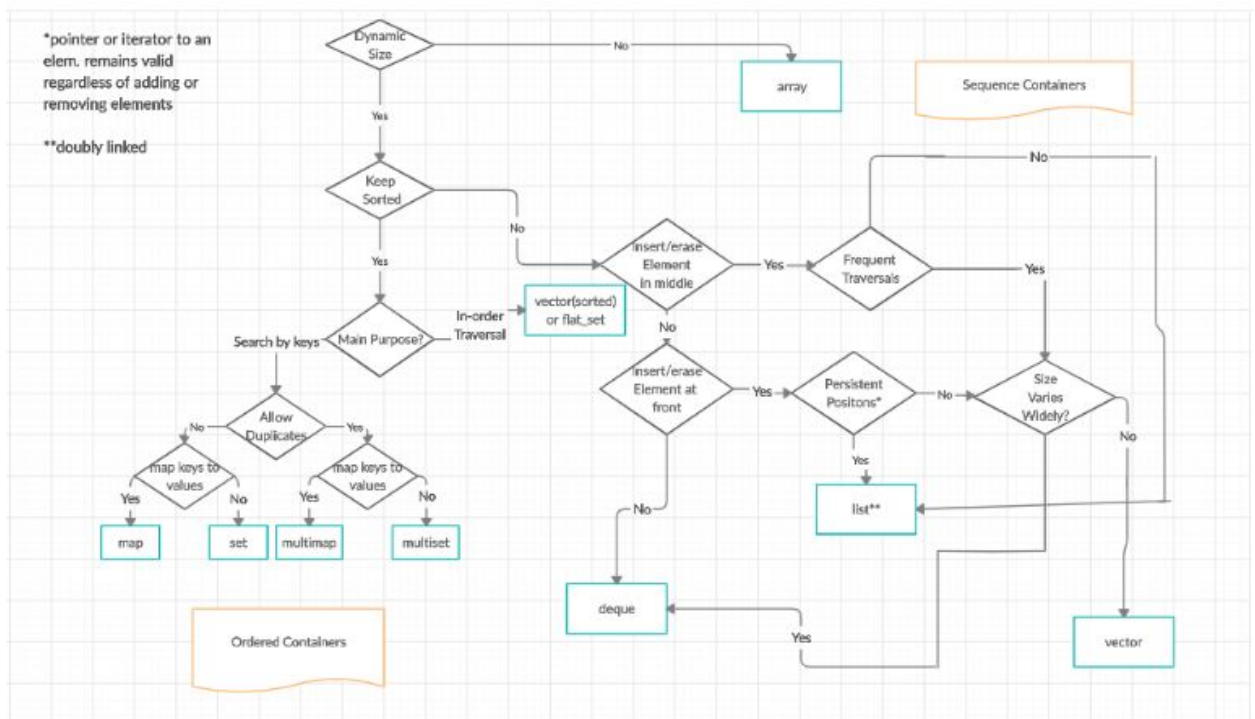 *pointer or iterator to an
elem. remains valid
regardless of adding or
removing elements
**doubly linked
Dynamic
Size
No
array
Sequence Containers
Yes
Keep
Sorted
No
No
Insert/erase
Element
in middle
Yes
Frequent
Traversals
Yes
Yes
vector(sorted)
or flat_set
In-order
Traversal
Main Purpose?
Search by keys
No
Insert/erase
Element at
front
Yes
Persistent
Positons*
No
Size
Varies
Widely?
No
Allow
Duplicates
No
Yes
map keys to
values
map keys to
values
Yes
No
Yes
No
Yes
list**
No
map
set
multimap
multiset
deque
Yes
vector
Ordered Containers